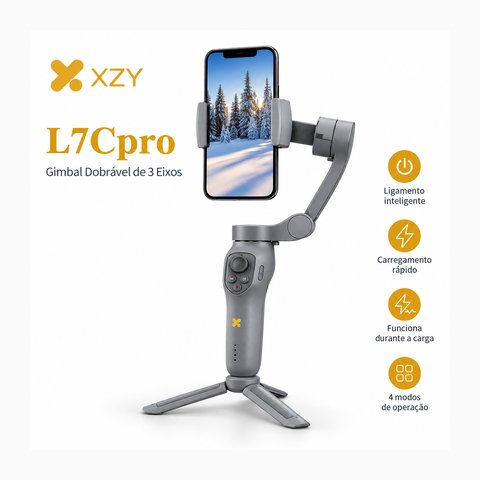 XZY
L7Cpro
Gimbal Dobrável de 3 Eixos
Ligamento
inteligente
Carregamento
rápido
Funciona
durante a carga
4 modos
de operação